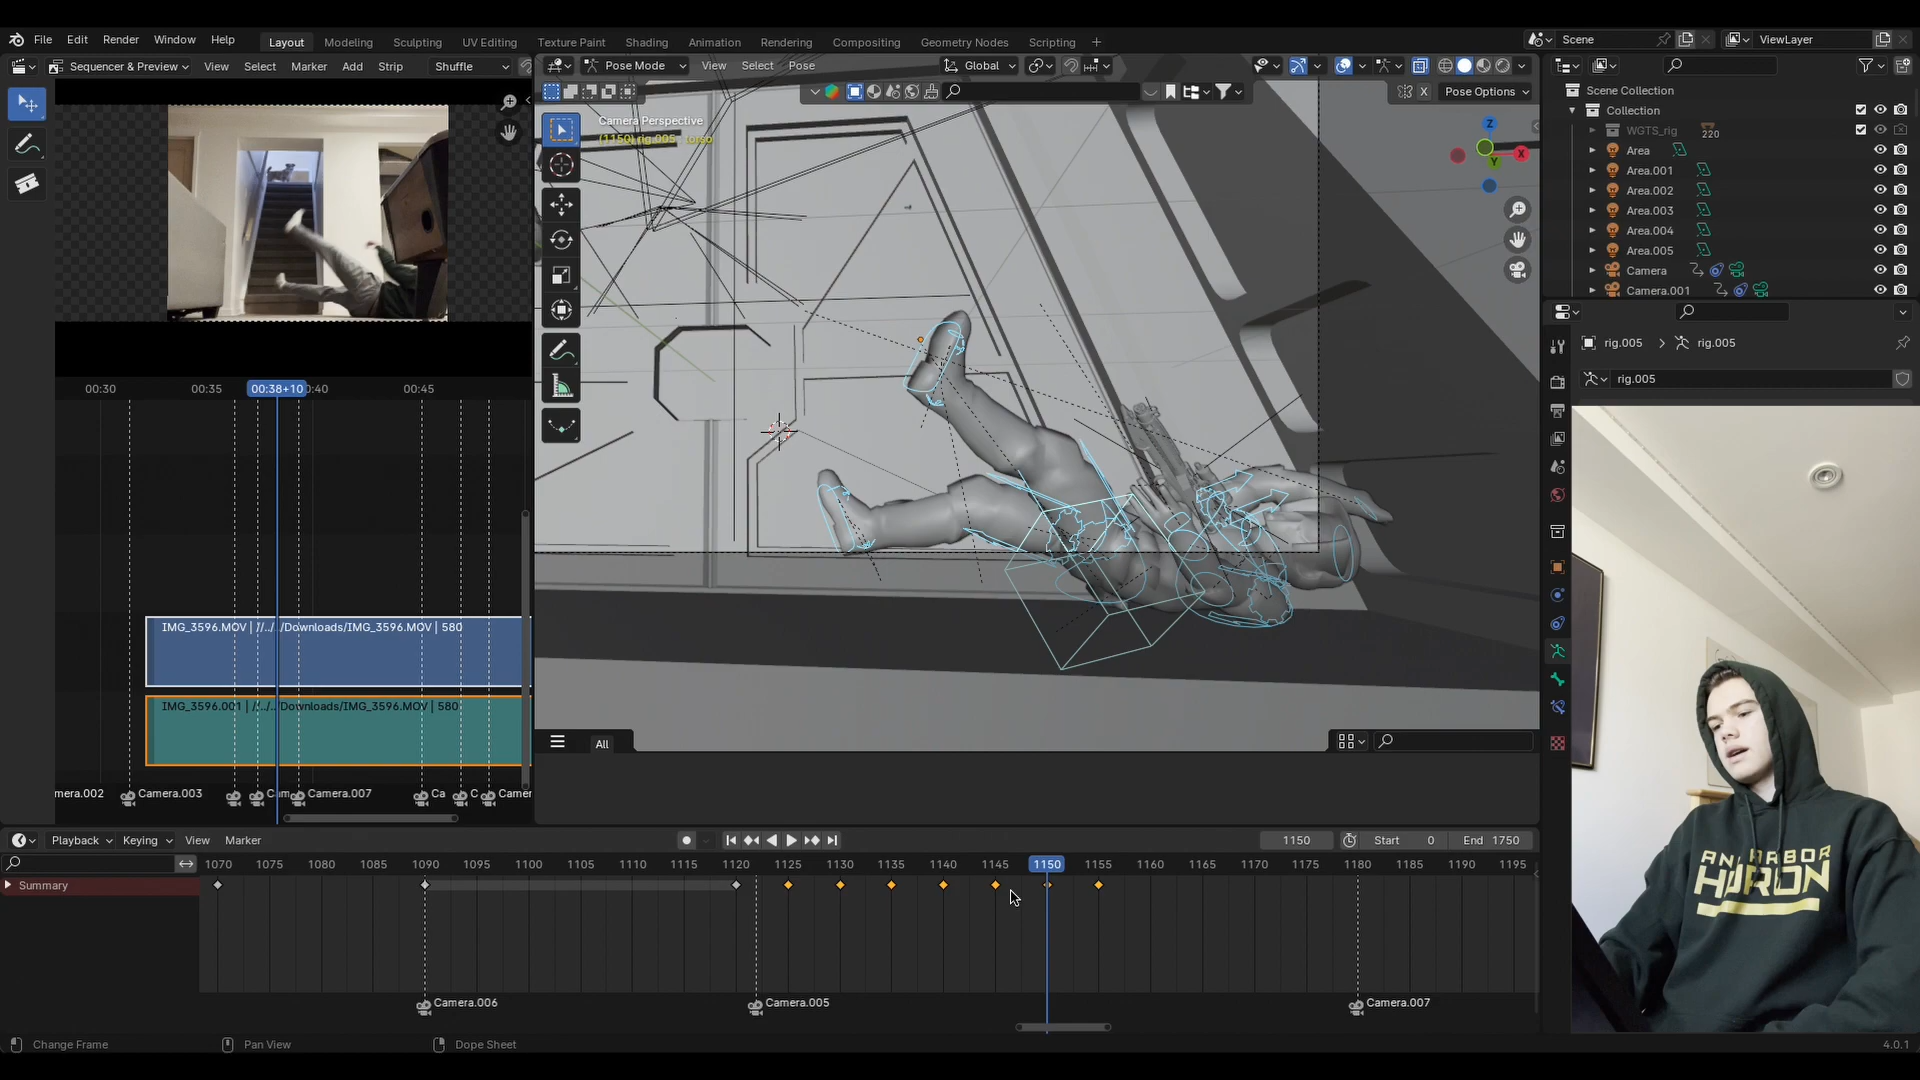 File Edit Render Window Help
Layout Modeling Sculpting UV Editing Texture Paint Shading Animation Rendering Compositing Geometry Nodes Scripting +
Scene
ViewLayer
Sequencer & Preview View Select Marker Add Strip Shuffle
Pose Mode View Select Pose Global
Pose Options
Camera Perspective
(1150) rig.005 : torso
Z
X
Y
X
Scene Collection
Collection
WGTS_rig 220
Area
Area.001
Area.002
Area.003
Area.004
Area.005
Camera
Camera.001
rig.005 > rig.005
rig.005
00:30 00:35 00:38+10 0:40 00:45
IMG_3596.MOV | //../../Downloads/IMG_3596.MOV | 580
IMG_3596.001 | //../../Downloads/IMG_3596.MOV | 580
mera.002 Camera.003 Cam Camera.007 Ca C Camer
All
Playback Keying View Marker
1150 Start 0 End 1750
1070 1075 1080 1085 1090 1095 1100 1105 1110 1115 1120 1125 1130 1135 1140 1145 1150 1155 1160 1165 1170 1175 1180 1185 1190 1195
Summary
Camera.006 Camera.005 Camera.007
Change Frame Pan View Dope Sheet 4.0.1
ANN ARBOR
HURON